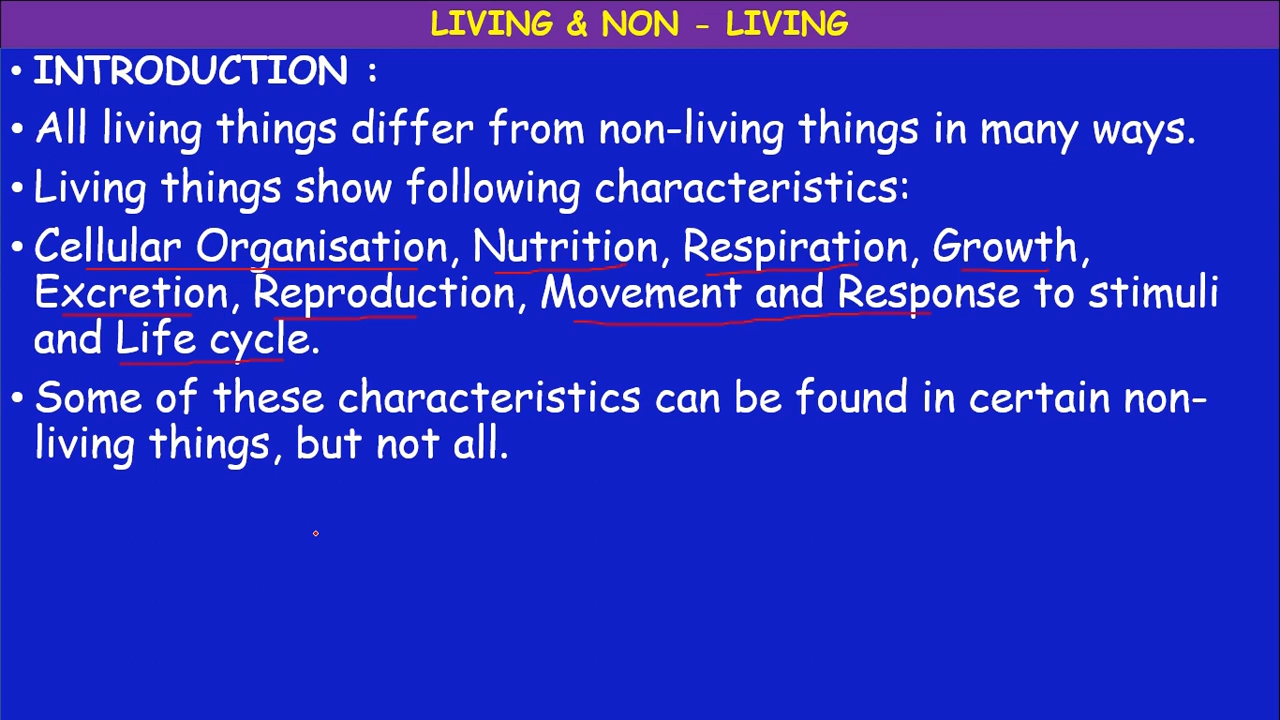 LIVING & NON - LIVING
• INTRODUCTION :
• All living things differ from non-living things in many ways.
• Living things show following characteristics:
• Cellular Organisation, Nutrition, Respiration, Growth,
Excretion, Reproduction, Movement and Response to stimuli
and Life cycle.
• Some of these characteristics can be found in certain non-
living things, but not all.